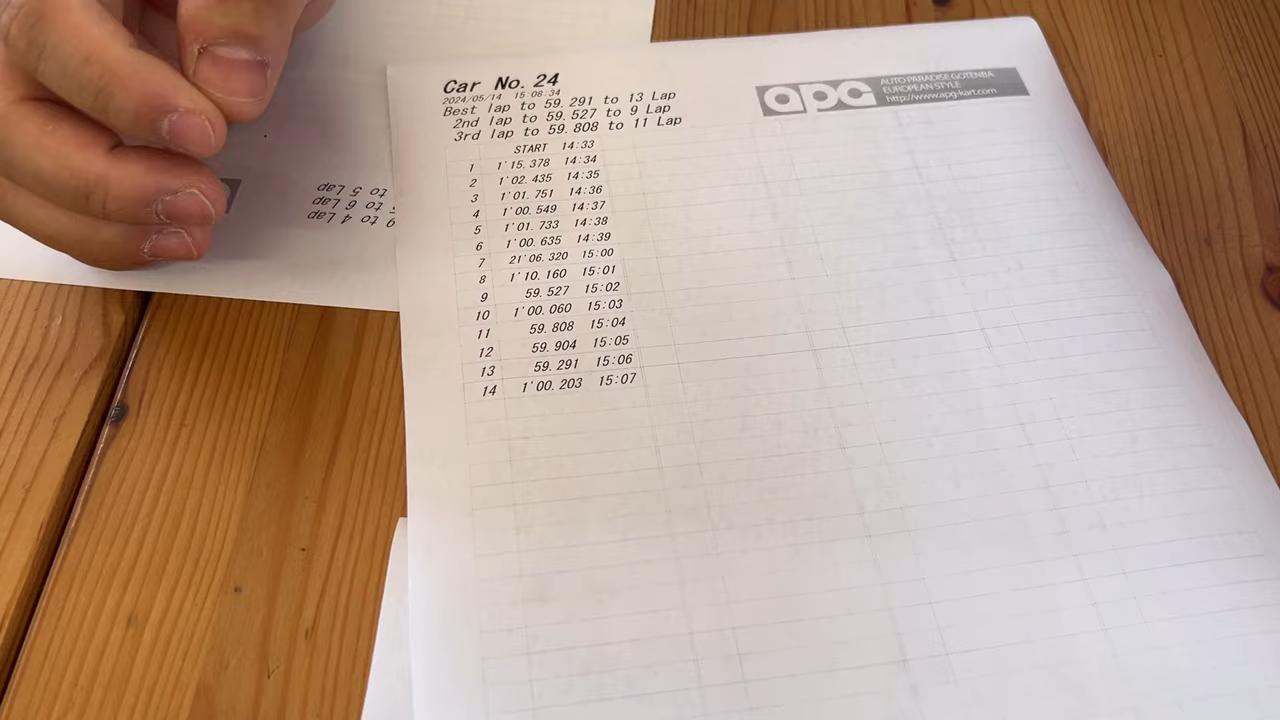 Car No. 24
2024/05/14 15:08:34
Best lap to 59.291 to 13 Lap
2nd lap to 59.527 to 9 Lap
3rd lap to 59.808 to 11 Lap
apg
AUTO PARADISE GOTENBA
EUROPEAN STYLE
http://www.apg-kart.com
START 14:33
1 1'15.378 14:34
2 1'02.435 14:35
3 1'01.751 14:36
4 1'00.549 14:37
5 1'01.733 14:38
6 1'00.635 14:39
7 21'06.320 15:00
8 1'10.160 15:01
9 59.527 15:02
10 1'00.060 15:03
11 59.808 15:04
12 59.904 15:05
13 59.291 15:06
14 1'00.203 15:07
9 to 4 Lap
to 6 Lap
to 5 Lap